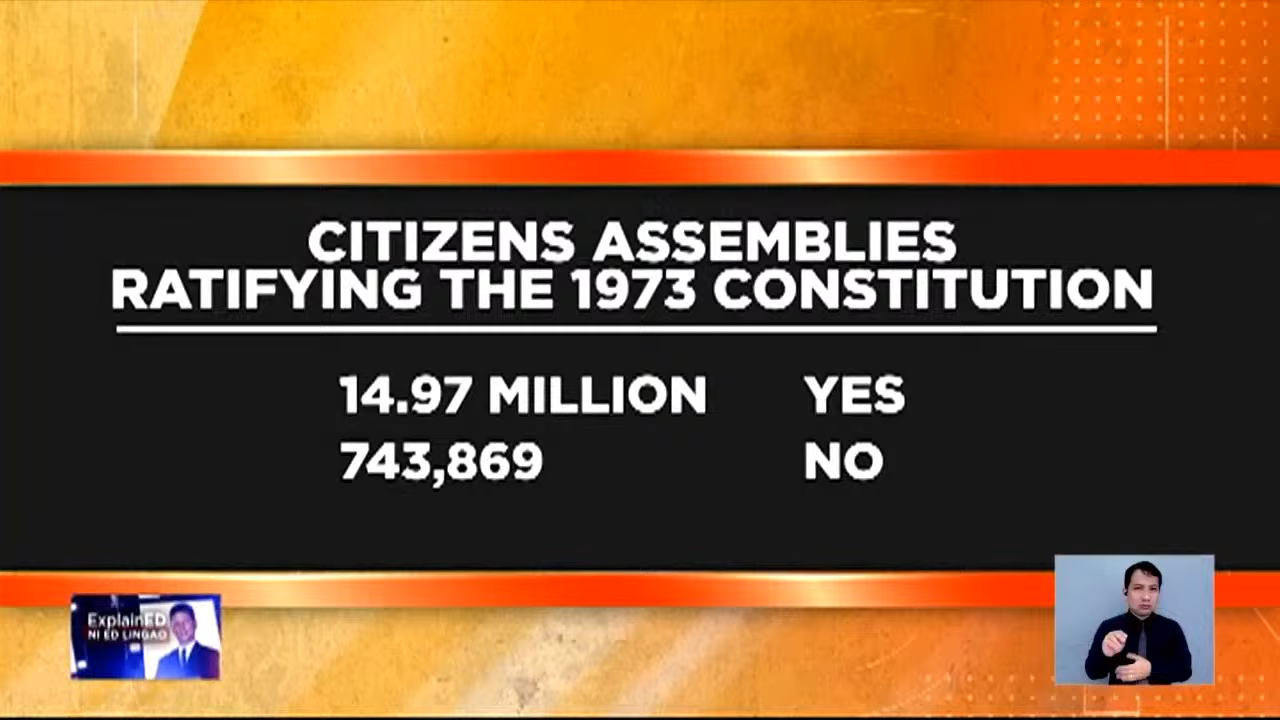 CITIZENS ASSEMBLIES
RATIFYING THE 1973 CONSTITUTION
14.97 MILLION YES
743,869 NO
ExplainED
NI ED LINGAO